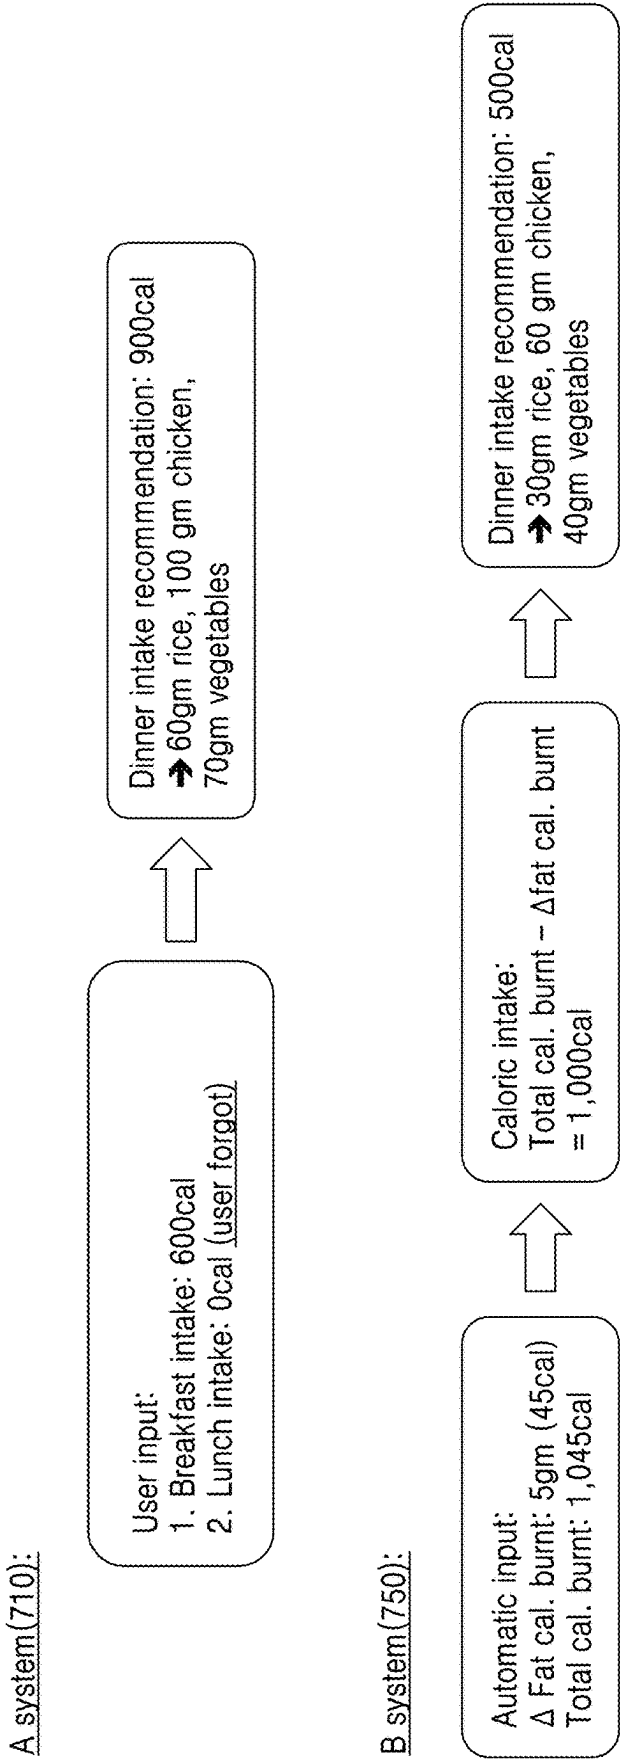 A system(710):
User input:
1. Breakfast intake: 600cal
2. Lunch intake: 0cal (user forgot)
Dinner intake recommendation: 900cal
➔ 60gm rice, 100 gm chicken,
70gm vegetables
B system(750):
Automatic input:
Δ Fat cal. burnt: 5gm (45cal)
Total cal. burnt: 1,045cal
Caloric intake:
Total cal. burnt − Δfat cal. burnt
= 1,000cal
Dinner intake recommendation: 500cal
➔ 30gm rice, 60 gm chicken,
40gm vegetables